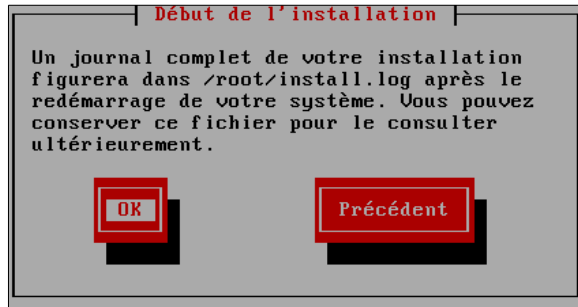 Début de l'installation
Un journal complet de votre installation
figurera dans /root/install.log après le
redémarrage de votre système. Vous pouvez
conserver ce fichier pour le consulter
ultérieurement.
OK
Précédent